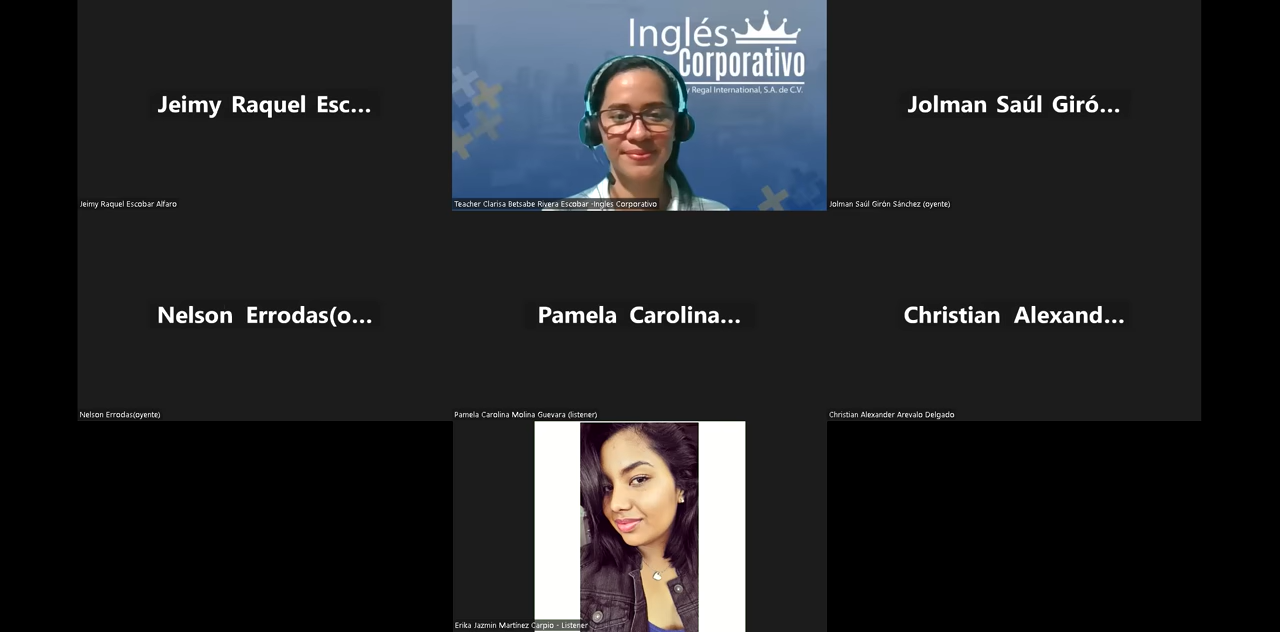 Jeimy Raquel Esc...
Jeimy Raquel Escobar Alfaro
Inglés
Corporativo
y Regal International, S.A. de C.V.
Teacher Clarisa Betsabe Rivera Escobar -Ingles Corporativo
Jolman Saúl Giró...
Jolman Saúl Girón Sánchez (oyente)
Nelson Errodas(o...
Nelson Errodas(oyente)
Pamela Carolina...
Pamela Carolina Molina Guevara (listener)
Christian Alexand...
Christian Alexander Arevalo Delgado
Erika Jazmin Martínez Carpio - Listener